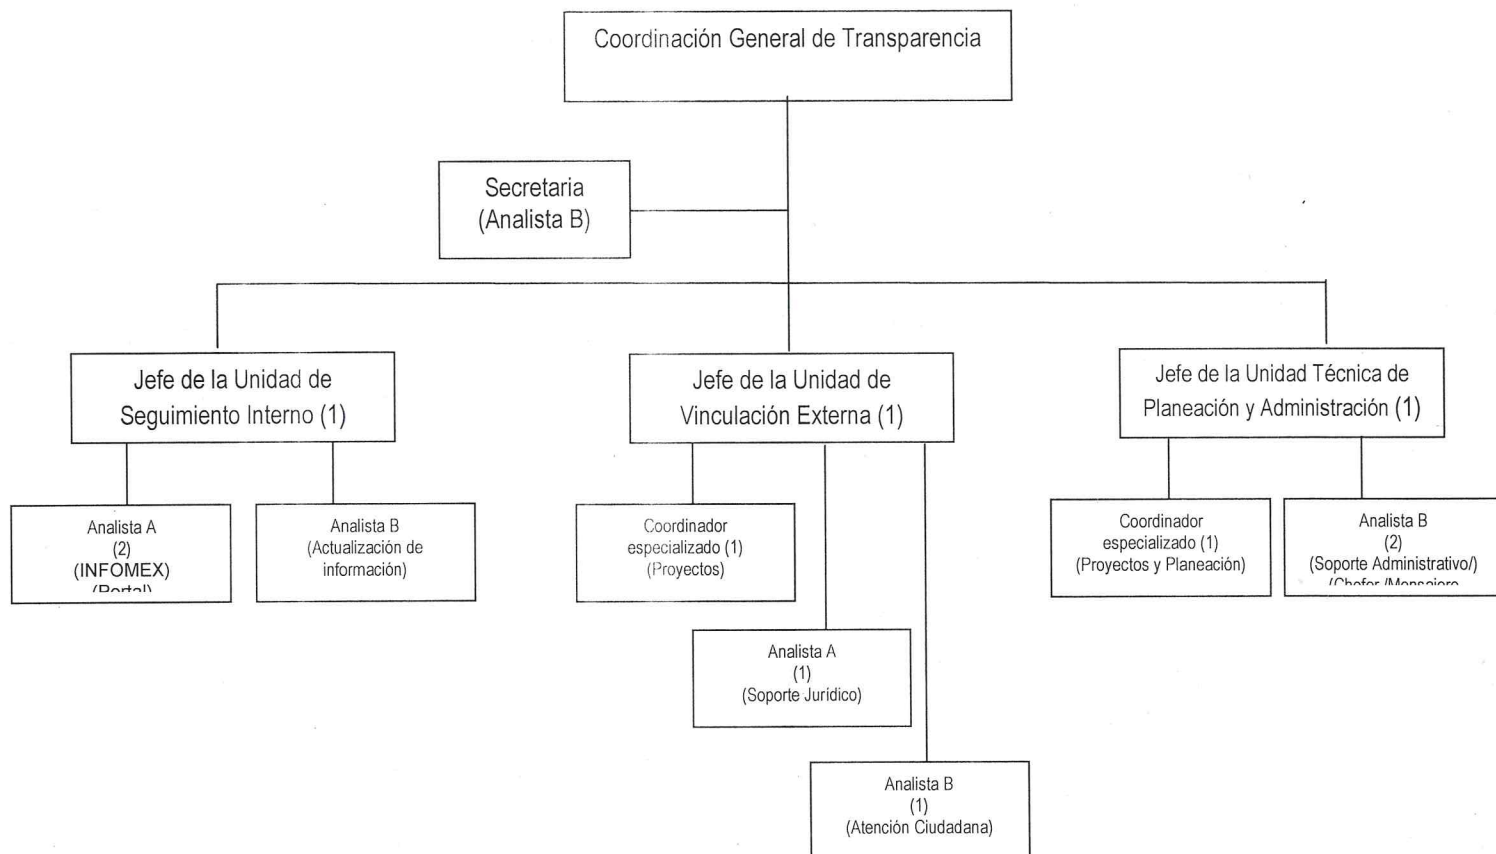 Coordinación General de Transparencia
Secretaria
(Analista B)
Jefe de la Unidad de
Seguimiento Interno (1)
Jefe de la Unidad de
Vinculación Externa (1)
Jefe de la Unidad Técnica de
Planeación y Administración (1)
Analista A
(2)
(INFOMEX)
(Portal)
Analista B
(Actualización de
información)
Coordinador
especializado (1)
(Proyectos)
Coordinador
especializado (1)
(Proyectos y Planeación)
Analista B
(2)
(Soporte Administrativo/)
(Chofer /Mensajero
Analista A
(1)
(Soporte Jurídico)
Analista B
(1)
(Atención Ciudadana)